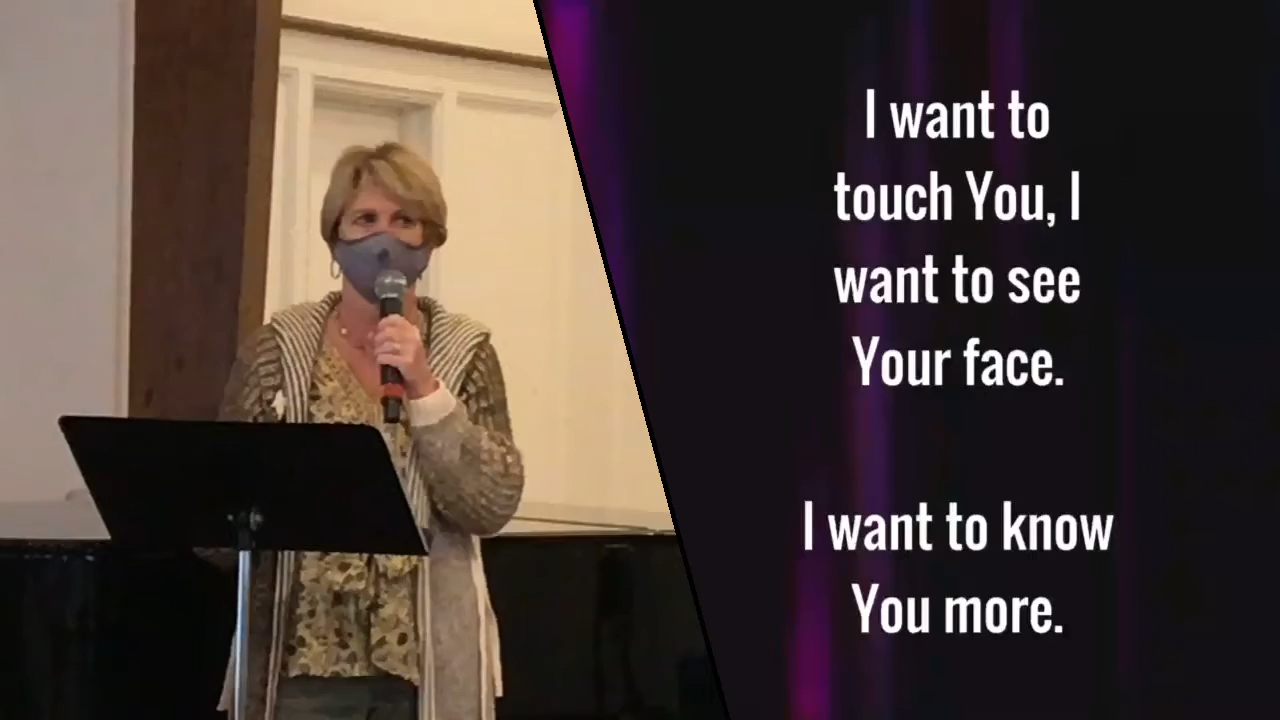 I want to
touch You, I
want to see
Your face.
I want to know
You more.